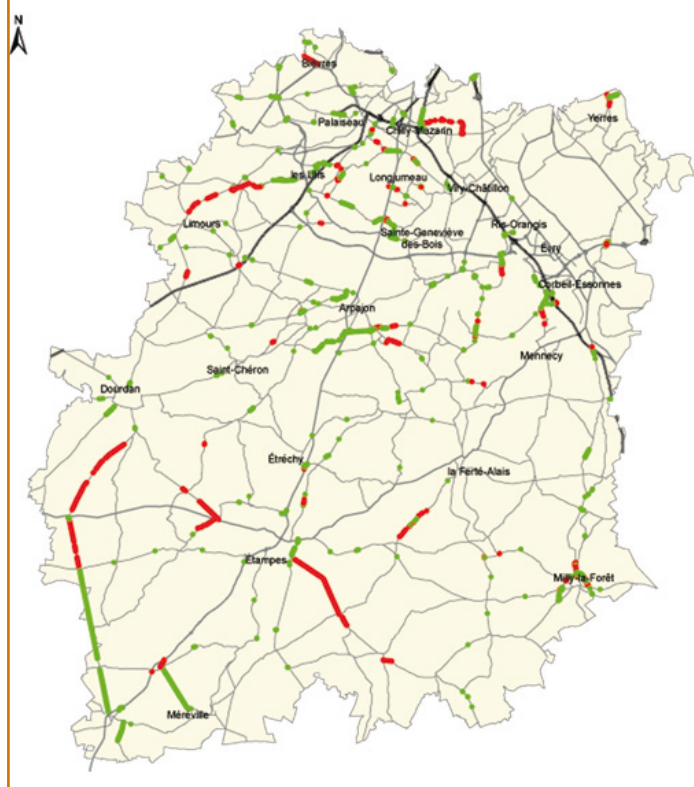 N
Bièvres
Palaiseau
Chilly-Mazarin
Yerres
les Ulis
Longjumeau
Viry-Châtillon
Limours
Sainte-Geneviève
des-Bois
Ris-Orangis
Évry
Corbeil-Essonnes
Arpajon
Mennecy
Saint-Chéron
Dourdan
Étréchy
la Ferté-Alais
Étampes
Milly-la-Forêt
Méreville